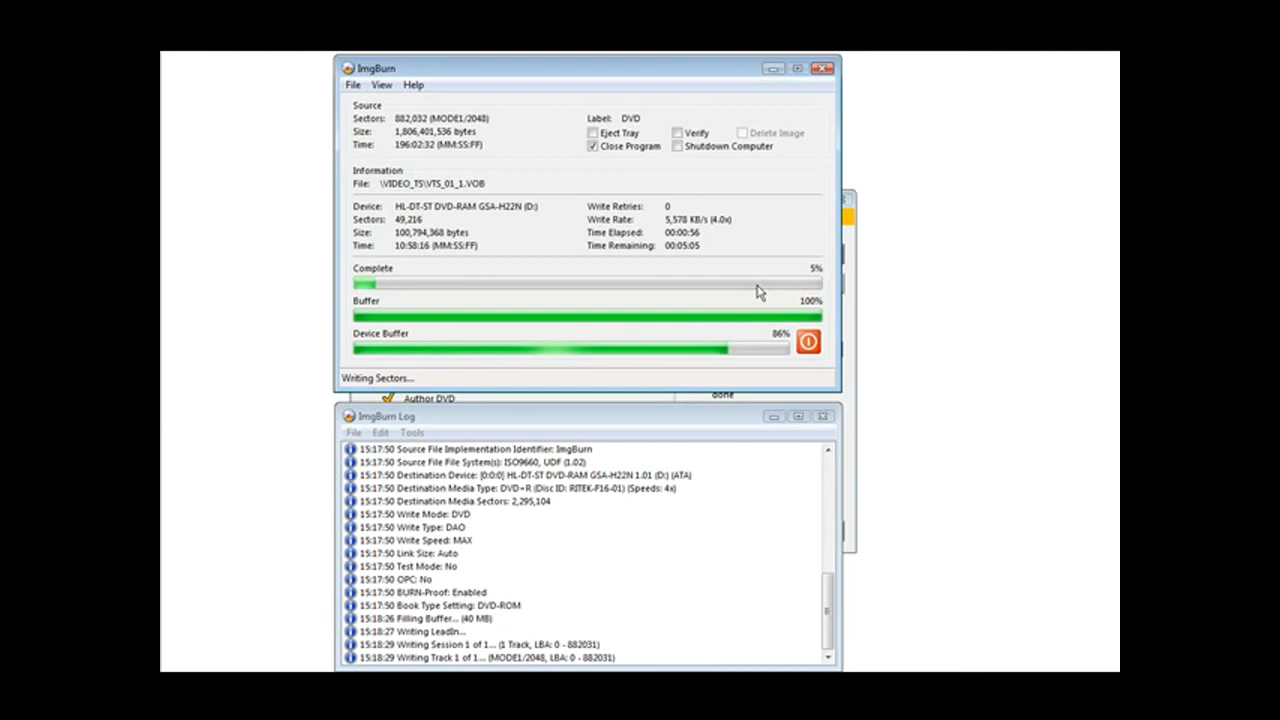 ImgBurn
File View Help
Source
Sectors: 882,032 (MODE1/2048)
Size: 1,806,401,536 bytes
Time: 196:02:32 (MM:SS:FF)
Label: DVD
Eject Tray Verify Delete Image
Close Program Shutdown Computer
Information
File: \VIDEO_TS\VTS_01_1.VOB
Device: HL-DT-ST DVD-RAM GSA-H22N (D:)
Sectors: 49,216
Size: 100,794,368 bytes
Time: 10:58:16 (MM:SS:FF)
Write Retries: 0
Write Rate: 5,578 KB/s (4.0x)
Time Elapsed: 00:00:56
Time Remaining: 00:05:05
Complete 5%
Buffer 100%
Device Buffer 86%
Writing Sectors...
Author DVD
done
ImgBurn Log
File Edit Tools
15:17:50 Source File Implementation Identifier: ImgBurn
15:17:50 Source File File System(s): ISO9660, UDF (1.02)
15:17:50 Destination Device: [0:0:0] HL-DT-ST DVD-RAM GSA-H22N 1.01 (D:) (ATA)
15:17:50 Destination Media Type: DVD+R (Disc ID: RITEK-F16-01) (Speeds: 4x)
15:17:50 Destination Media Sectors: 2,295,104
15:17:50 Write Mode: DVD
15:17:50 Write Type: DAO
15:17:50 Write Speed: MAX
15:17:50 Link Size: Auto
15:17:50 Test Mode: No
15:17:50 OPC: No
15:17:50 BURN-Proof: Enabled
15:17:50 Book Type Setting: DVD-ROM
15:18:26 Filling Buffer... (40 MB)
15:18:27 Writing LeadIn...
15:18:29 Writing Session 1 of 1... (1 Track, LBA: 0 - 882031)
15:18:29 Writing Track 1 of 1... (MODE1/2048, LBA: 0 - 882031)